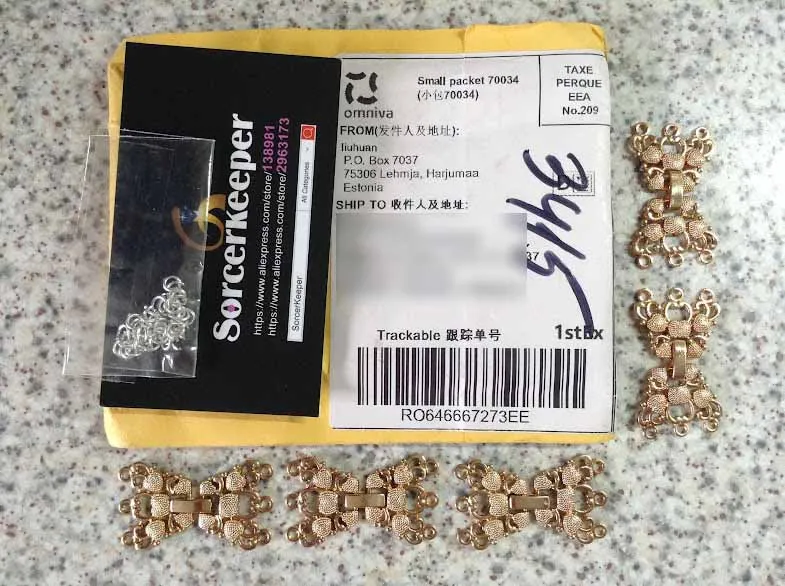 Sorcerkeeper
https://www.aliexpress.com/store/138981
https://www.aliexpress.com/store/2963173
SorcerKeeper
All Categories
omniva
Small packet 70034
(小包70034)
TAXE
PERQUE
EEA
No.209
FROM(发件人及地址):
liuhuan
P.O. Box 7037
75306 Lehmja, Harjumaa
Estonia
SHIP TO 收件人及地址:
37
3415
Trackable 跟踪单号
RO646667273EE